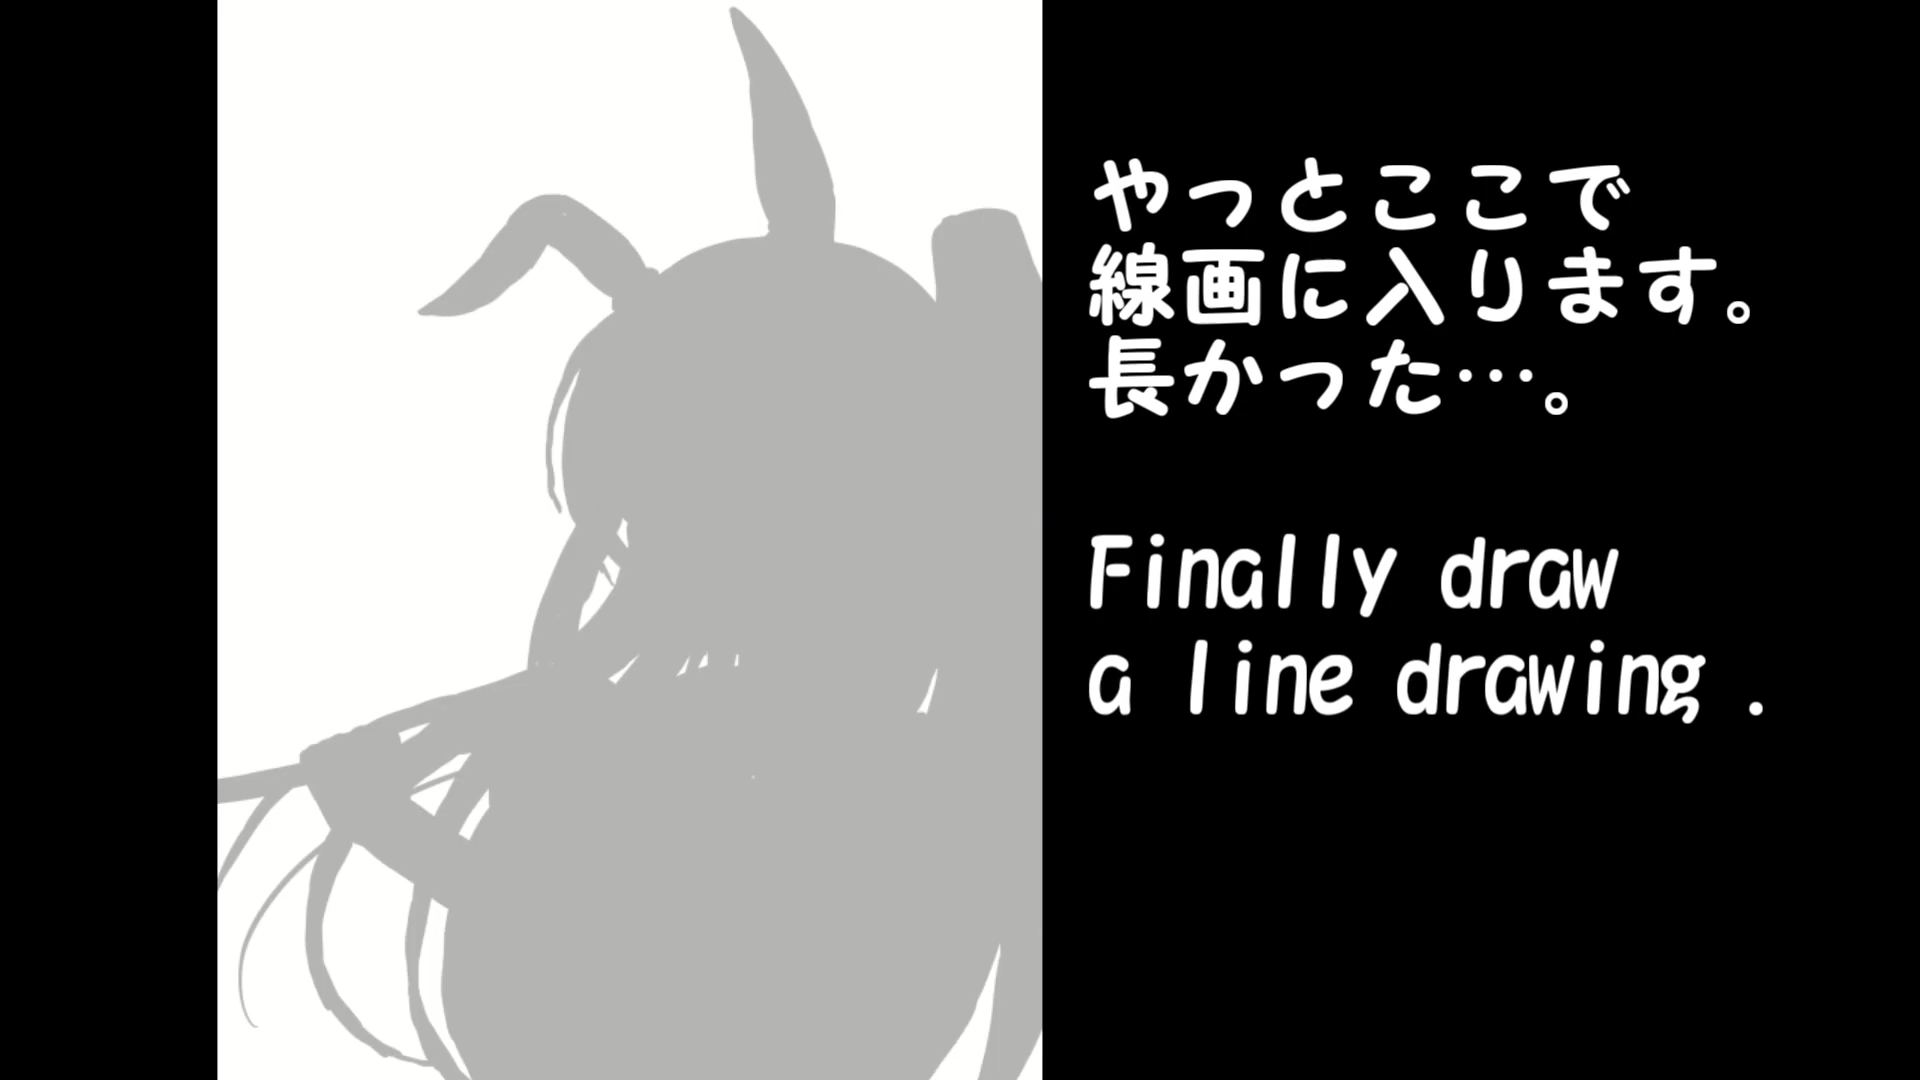 やっとここで
線画に入ります。
長かった…。
Finally draw
a line drawing .